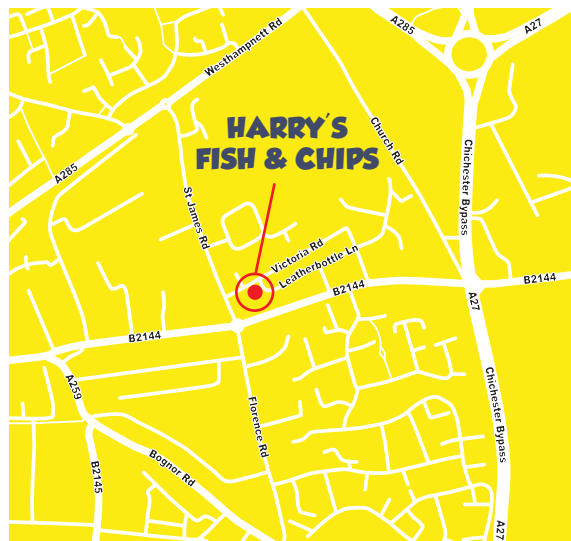 A285
A27
Westhampnett Rd
HARRY'S
FISH & CHIPS
Church Rd
Chichester Bypass
A285
St James Rd
Victoria Rd
Leatherbottle Ln
B2144
B2144
A27
B2144
A259
Chichester Bypass
Florence Rd
B2145
Bognor Rd
A27